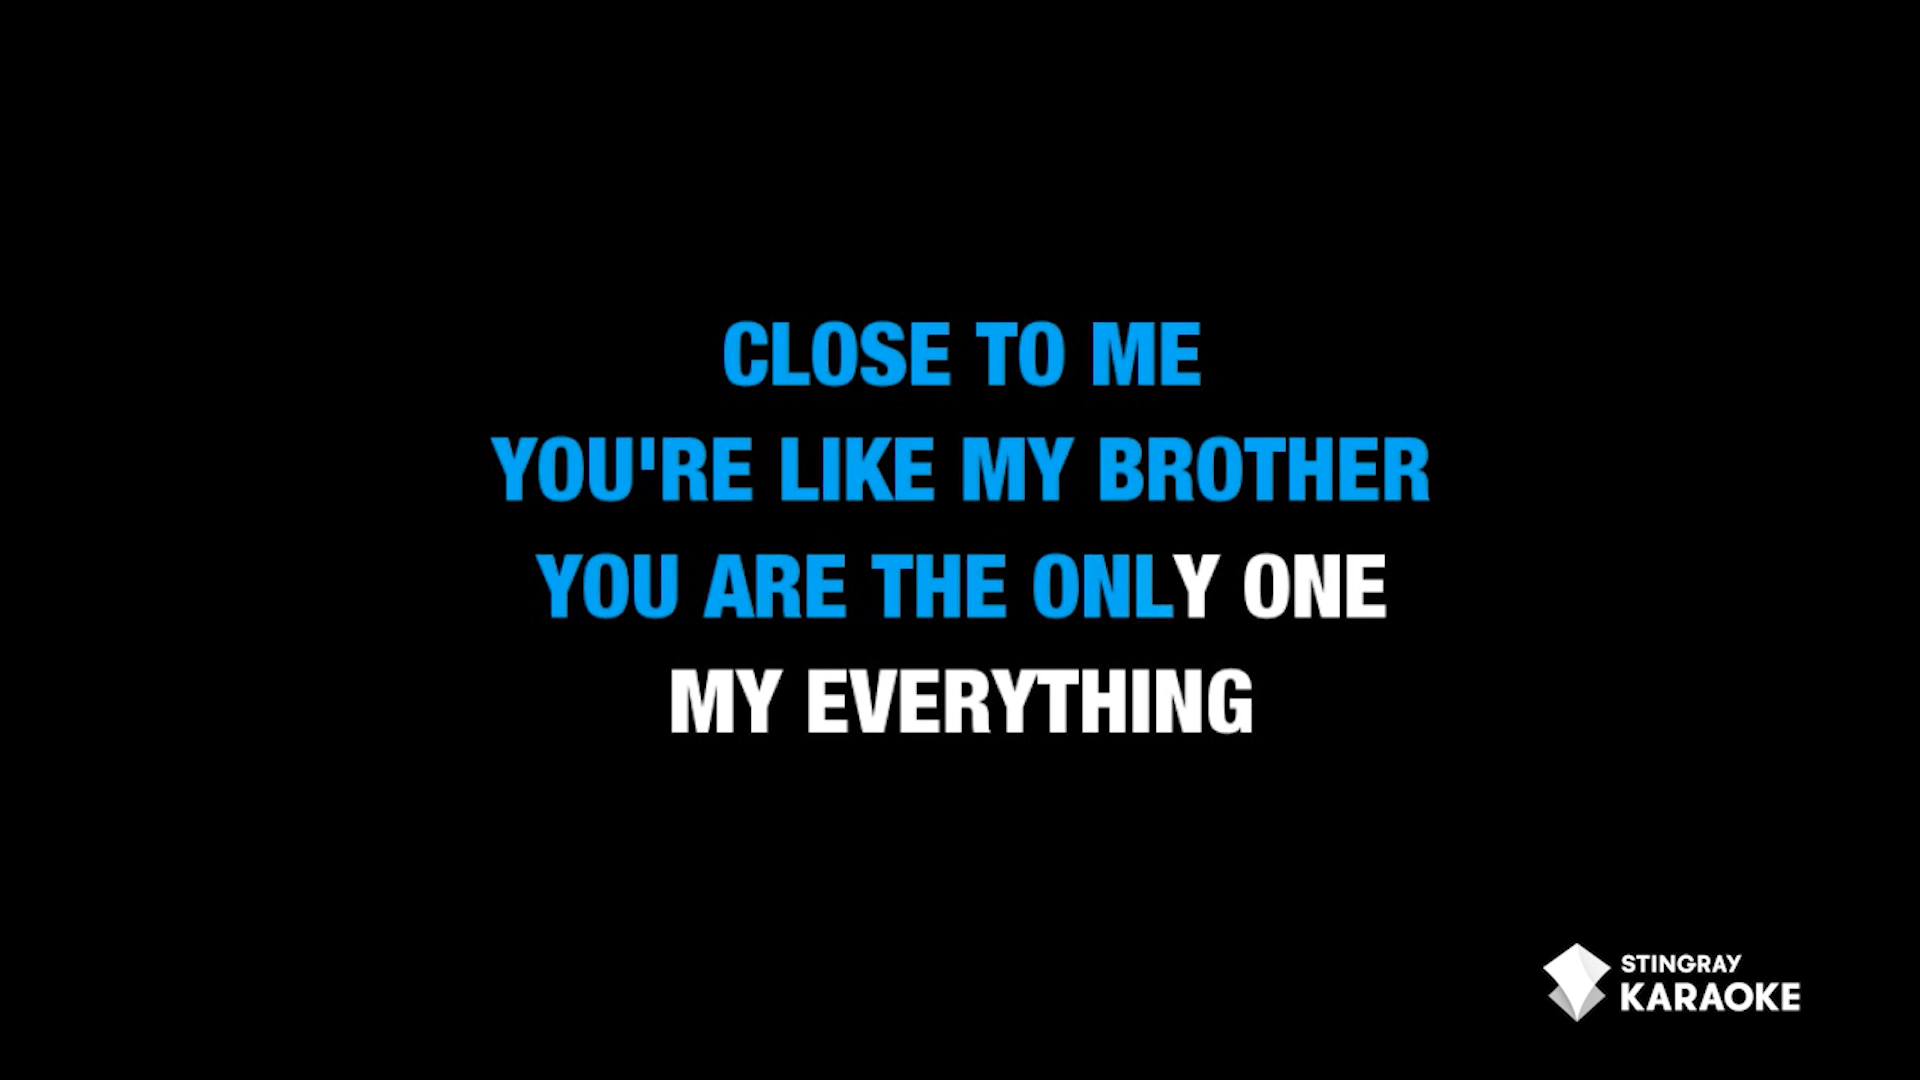 CLOSE TO ME
YOU'RE LIKE MY BROTHER
YOU ARE THE ONLY ONE
MY EVERYTHING
STINGRAY
KARAOKE